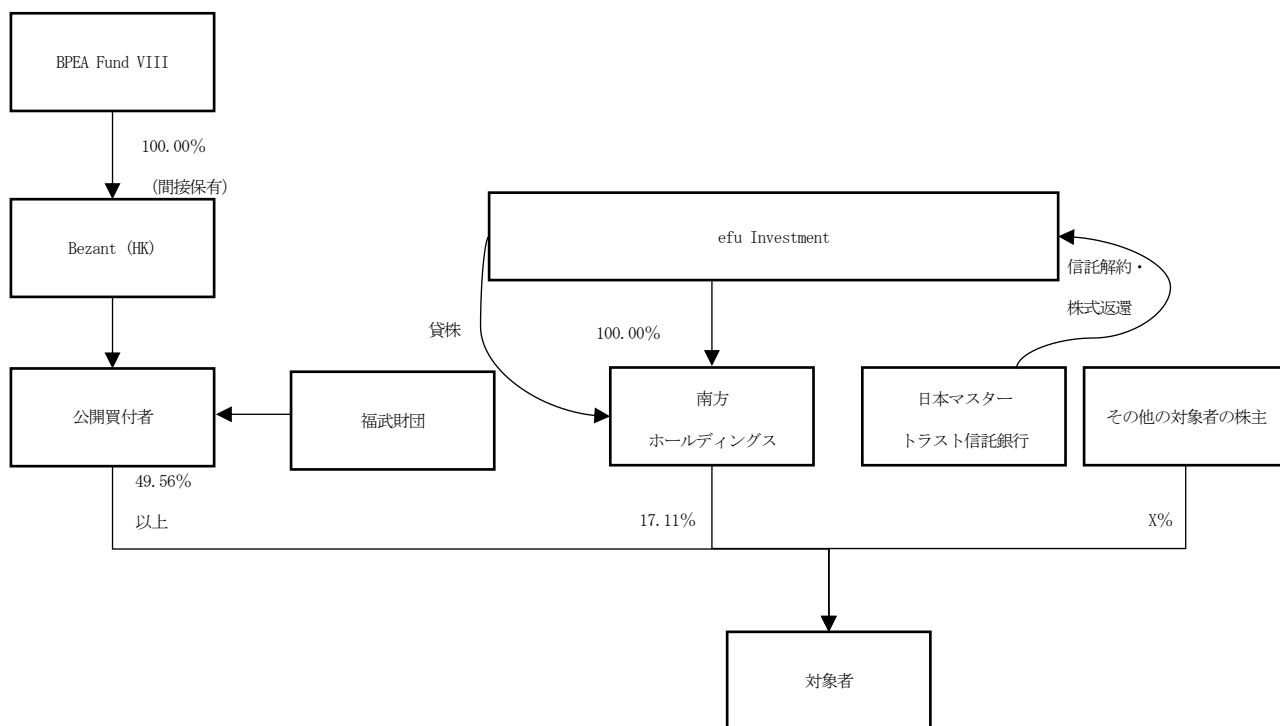 BPEA Fund VIII
100.00%
(間接保有)
Bezant (HK)
efu Investment
信託解約・
株式返還
貸株
100.00%
公開買付者
福武財団
南方
ホールディングス
日本マスター
トラスト信託銀行
その他の対象者の株主
49.56%
以上
17.11%
X%
対象者